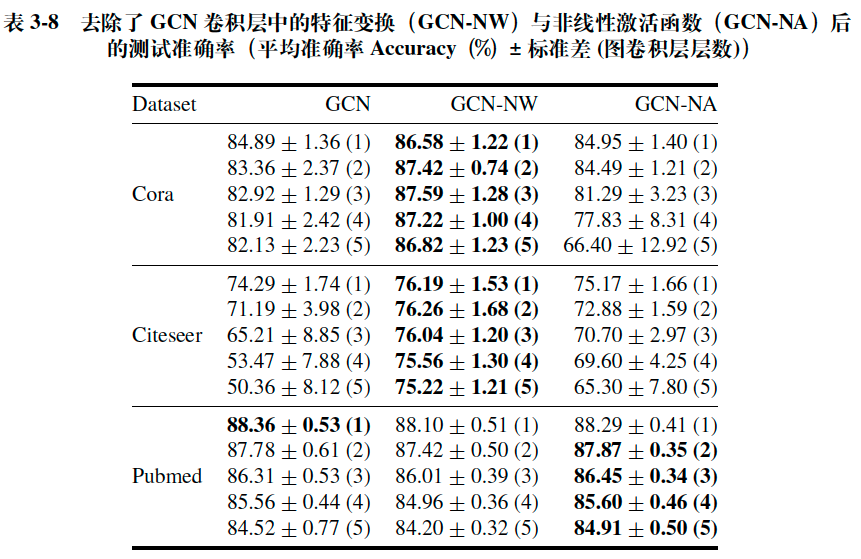 表 3-8 去除了 GCN 卷积层中的特征变换（GCN-NW）与非线性激活函数（GCN-NA）后
的测试准确率（平均准确率 Accuracy（%）± 标准差 (图卷积层层数)）
Dataset GCN GCN-NW GCN-NA
84.89 ± 1.36 (1) 86.58 ± 1.22 (1) 84.95 ± 1.40 (1)
83.36 ± 2.37 (2) 87.42 ± 0.74 (2) 84.49 ± 1.21 (2)
Cora 82.92 ± 1.29 (3) 87.59 ± 1.28 (3) 81.29 ± 3.23 (3)
81.91 ± 2.42 (4) 87.22 ± 1.00 (4) 77.83 ± 8.31 (4)
82.13 ± 2.23 (5) 86.82 ± 1.23 (5) 66.40 ± 12.92 (5)
74.29 ± 1.74 (1) 76.19 ± 1.53 (1) 75.17 ± 1.66 (1)
71.19 ± 3.98 (2) 76.26 ± 1.68 (2) 72.88 ± 1.59 (2)
Citeseer 65.21 ± 8.85 (3) 76.04 ± 1.20 (3) 70.70 ± 2.97 (3)
53.47 ± 7.88 (4) 75.56 ± 1.30 (4) 69.60 ± 4.25 (4)
50.36 ± 8.12 (5) 75.22 ± 1.21 (5) 65.30 ± 7.80 (5)
88.36 ± 0.53 (1) 88.10 ± 0.51 (1) 88.29 ± 0.41 (1)
87.78 ± 0.61 (2) 87.42 ± 0.50 (2) 87.87 ± 0.35 (2)
Pubmed 86.31 ± 0.53 (3) 86.01 ± 0.39 (3) 86.45 ± 0.34 (3)
85.56 ± 0.44 (4) 84.96 ± 0.36 (4) 85.60 ± 0.46 (4)
84.52 ± 0.77 (5) 84.20 ± 0.32 (5) 84.91 ± 0.50 (5)